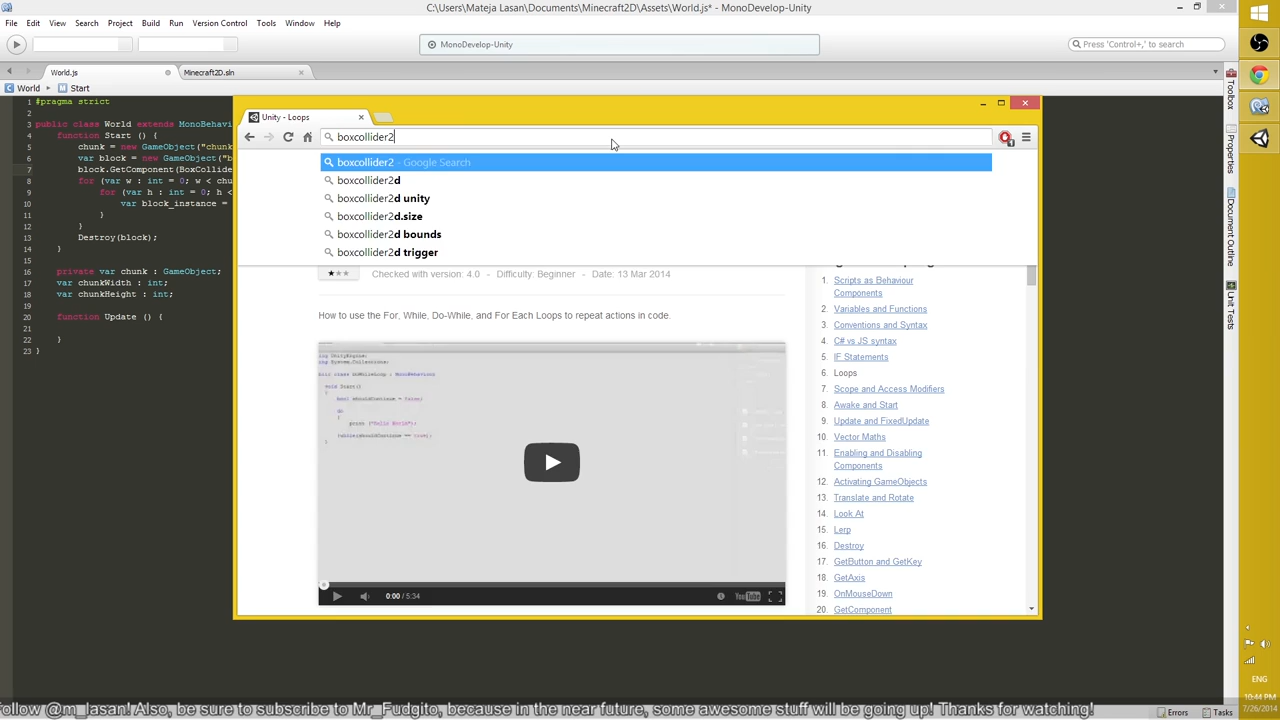 C:\Users\Mateja Lasan\Documents\Minecraft2D\Assets\World.js* - MonoDevelop-Unity
File Edit View Search Project Build Run Version Control Tools Window Help
MonoDevelop-Unity
Press 'Control+,' to search
World.js
Minecraft2D.sln
World
Start
1 #pragma strict
2
3 public class World extends MonoBehavi
4 function Start () {
5 chunk = new GameObject("chunk
6 var block = new GameObject("b
7 block.GetComponent(BoxCollide
8 for (var w : int = 0; w < chu
9 for (var h : int = 0; h <
10 var block_instance =
11 }
12 }
13 Destroy(block);
14 }
15
16 private var chunk : GameObject;
17 var chunkWidth : int;
18 var chunkHeight : int;
19
20 function Update () {
21
22 }
23 }
Unity - Loops
boxcollider2
boxcollider2 - Google Search
boxcollider2d
boxcollider2d unity
boxcollider2d.size
boxcollider2d bounds
boxcollider2d trigger
Checked with version: 4.0 - Difficulty: Beginner - Date: 13 Mar 2014
How to use the For, While, Do-While, and For Each Loops to repeat actions in code.
0:00 / 5:34
YouTube
1. Scripts as Behaviour
Components
2. Variables and Functions
3. Conventions and Syntax
4. C# vs JS syntax
5. IF Statements
6. Loops
7. Scope and Access Modifiers
8. Awake and Start
9. Update and FixedUpdate
10. Vector Maths
11. Enabling and Disabling
Components
12. Activating GameObjects
13. Translate and Rotate
14. Look At
15. Lerp
16. Destroy
17. GetButton and GetKey
18. GetAxis
19. OnMouseDown
20. GetComponent
Toolbox
Properties
Document Outline
Unit Tests
ENG
10:44 PM
7/26/2014
Follow @m_lasan! Also, be sure to subscribe to Mr_Fudgito, because in the near future, some awesome stuff will be going up! Thanks for watching!
Errors
Tasks